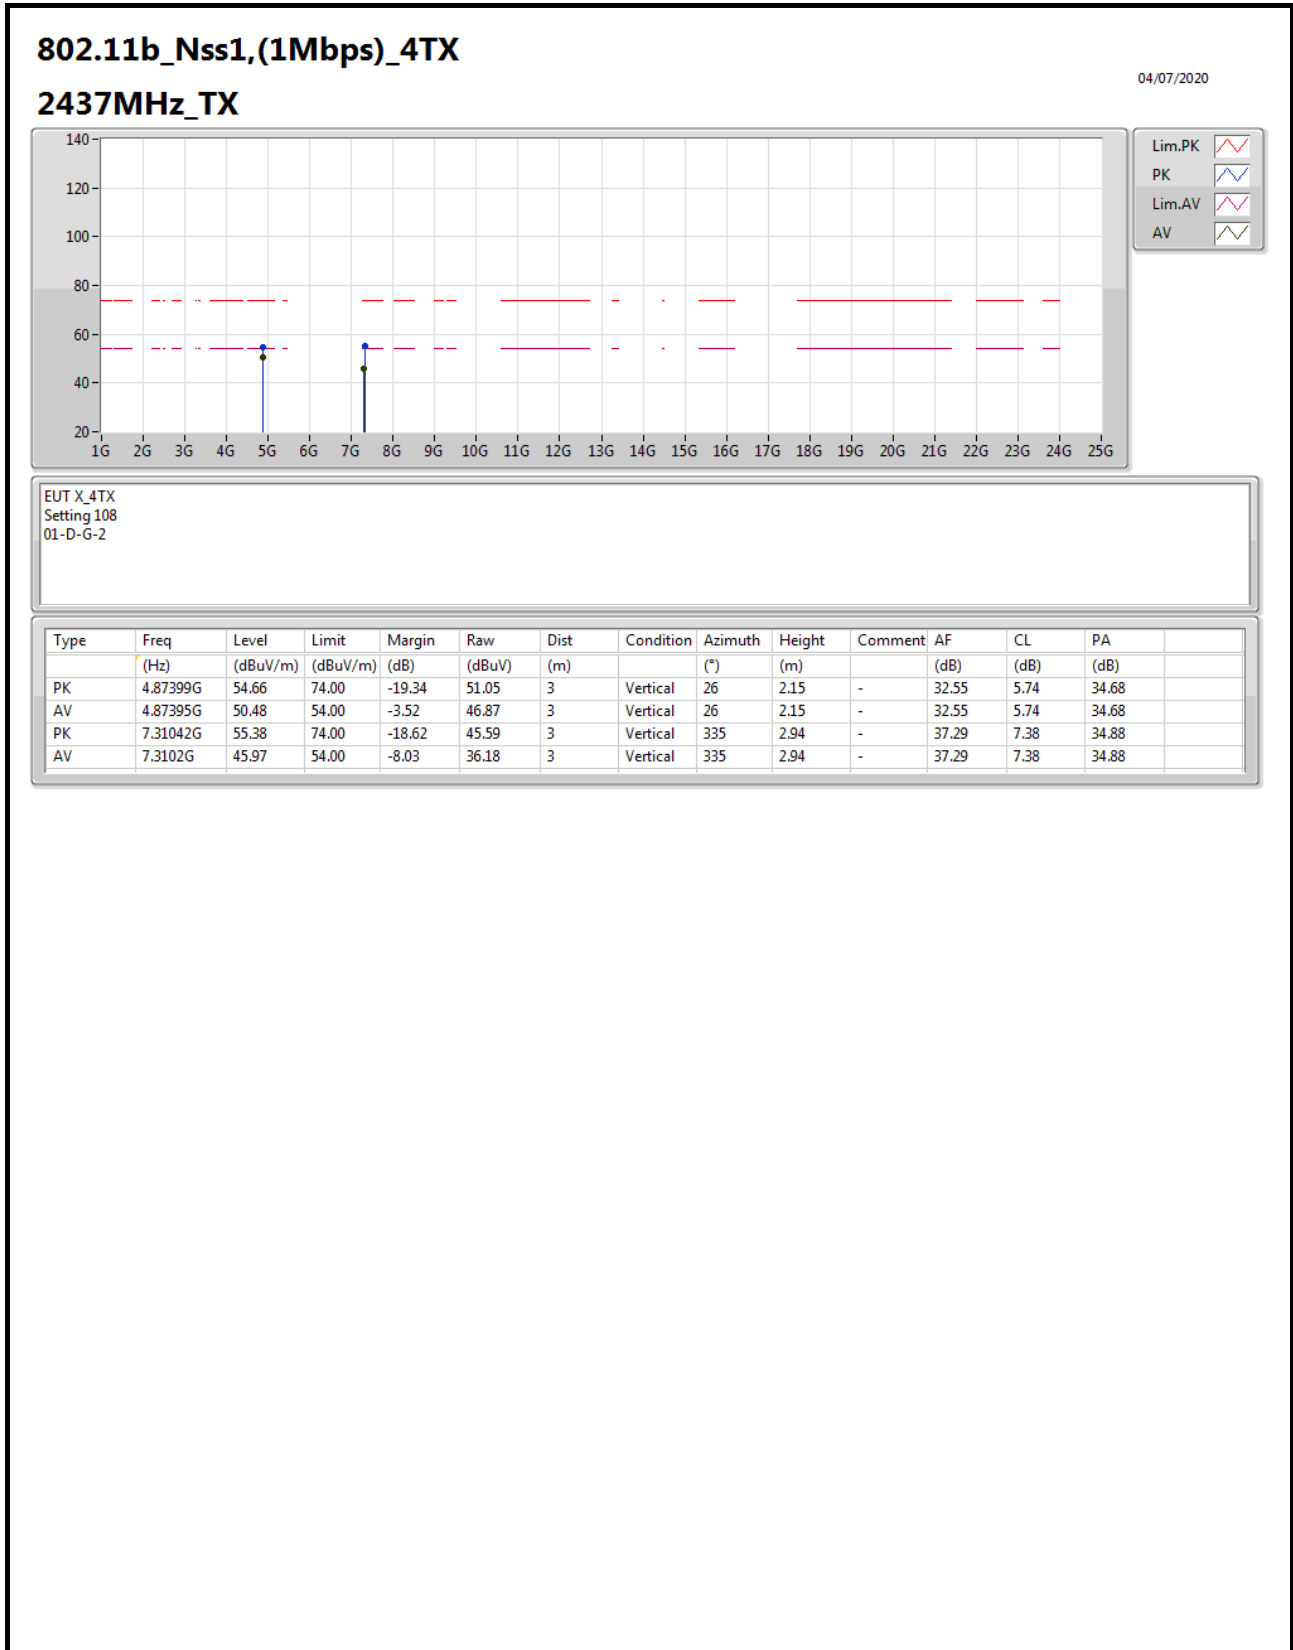 802.11b_Nss1,(1Mbps)_4TX
04/07/2020
2437MHz_TX
140
120
100
80
60
40
20
1G 2G 3G 4G 5G 6G 7G 8G 9G 10G 11G 12G 13G 14G 15G 16G 17G 18G 19G 20G 21G 22G 23G 24G 25G
Lim.PK
PK
Lim.AV
AV
EUT X_4TX
Setting 108
01-D-G-2
Type Freq Level Limit Margin Raw Dist Condition Azimuth Height Comment AF CL PA
(Hz) (dBuV/m) (dBuV/m) (dB) (dBuV) (m) (°) (m) (dB) (dB) (dB)
PK 4.87399G 54.66 74.00 -19.34 51.05 3 Vertical 26 2.15 - 32.55 5.74 34.68
AV 4.87395G 50.48 54.00 -3.52 46.87 3 Vertical 26 2.15 - 32.55 5.74 34.68
PK 7.31042G 55.38 74.00 -18.62 45.59 3 Vertical 335 2.94 - 37.29 7.38 34.88
AV 7.3102G 45.97 54.00 -8.03 36.18 3 Vertical 335 2.94 - 37.29 7.38 34.88